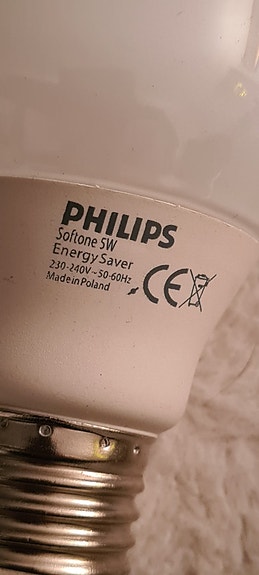 PHILIPS
Softone 5W
Energy Saver
230-240V~50-60Hz
Made in Poland
CE